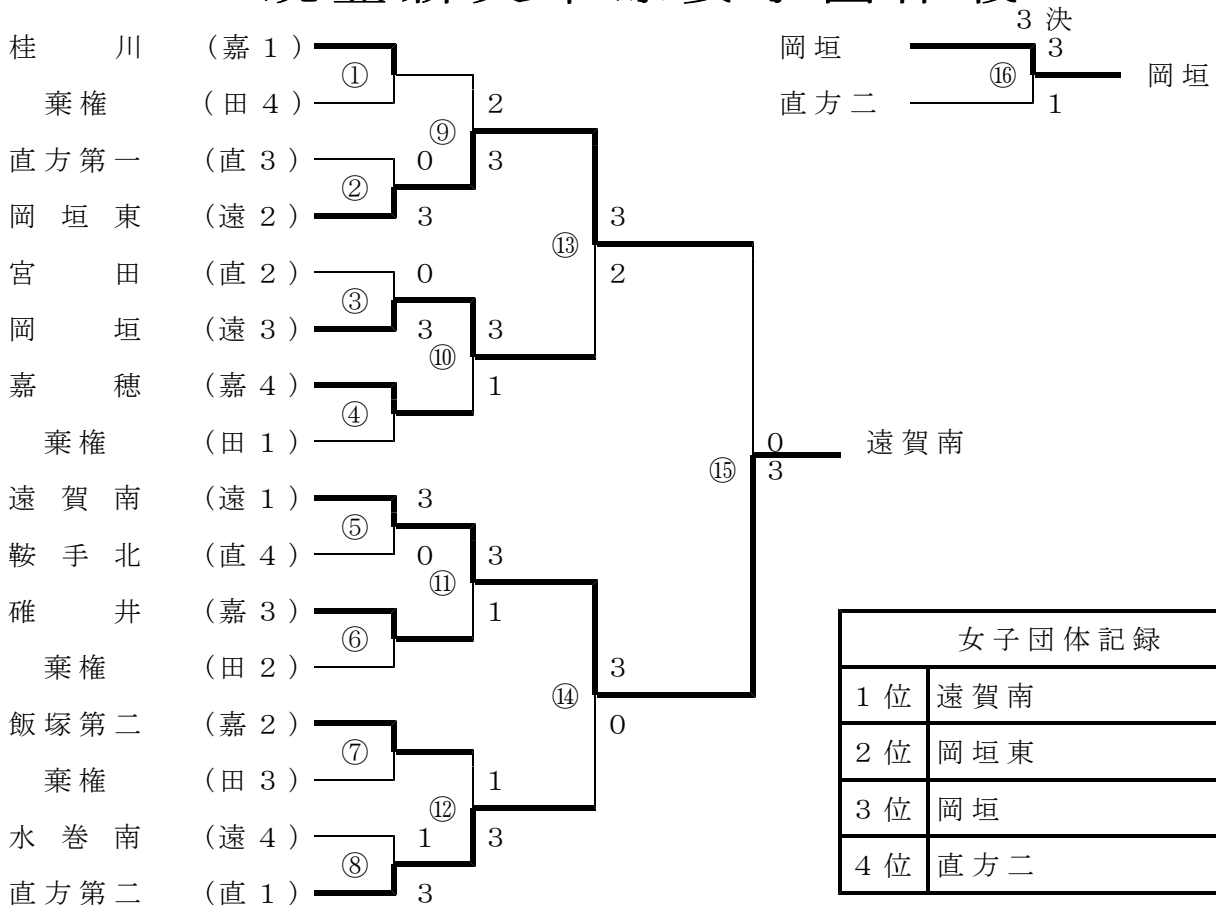 3決
桂川 (嘉1) 岡垣 3
① ⑯ 岡垣
棄権 (田4) 2 直方二 1
⑨
直方第一 (直3) 0 3
②
岡垣東 (遠2) 3 3
⑬
宮田 (直2) 0 2
③
岡垣 (遠3) 3 3
⑩
嘉穂 (嘉4) 1
④
棄権 (田1) 0 遠賀南
⑮ 3
遠賀南 (遠1) 3
⑤
鞍手北 (直4) 0 3
⑪
碓井 (嘉3) 1
⑥
棄権 (田2) 3
⑭
飯塚第二 (嘉2) 0
⑦
棄権 (田3) 1
⑫
水巻南 (遠4) 1 3
⑧
直方第二 (直1) 3
女子団体記録
1位 遠賀南
2位 岡垣東
3位 岡垣
4位 直方二